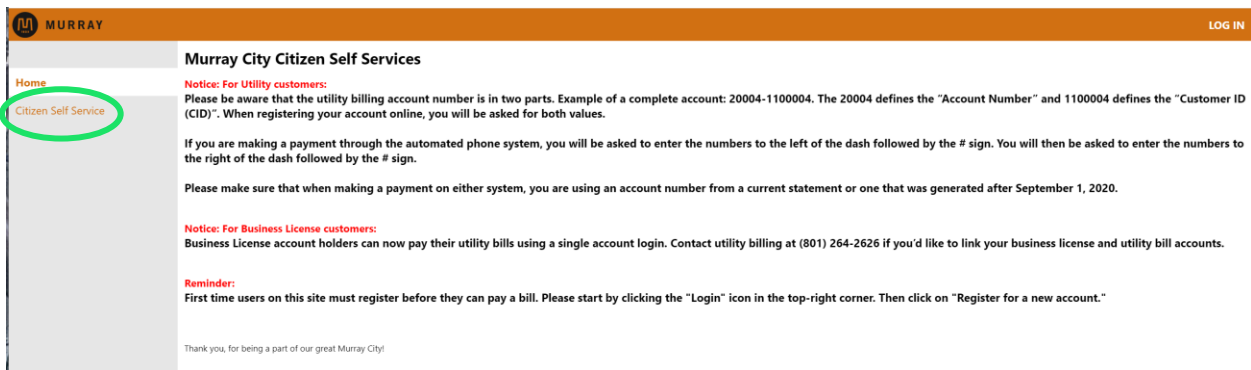 MURRAY
LOG IN
Murray City Citizen Self Services
Home
Citizen Self Service
Notice: For Utility customers:
Please be aware that the utility billing account number is in two parts. Example of a complete account: 20004-1100004. The 20004 defines the "Account Number" and 1100004 defines the "Customer ID
(CID)". When registering your account online, you will be asked for both values.
If you are making a payment through the automated phone system, you will be asked to enter the numbers to the left of the dash followed by the # sign. You will then be asked to enter the numbers to
the right of the dash followed by the # sign.
Please make sure that when making a payment on either system, you are using an account number from a current statement or one that was generated after September 1, 2020.
Notice: For Business License customers:
Business License account holders can now pay their utility bills using a single account login. Contact utility billing at (801) 264-2626 if you'd like to link your business license and utility bill accounts.
Reminder:
First time users on this site must register before they can pay a bill. Please start by clicking the "Login" icon in the top-right corner. Then click on "Register for a new account."
Thank you, for being a part of our great Murray City!